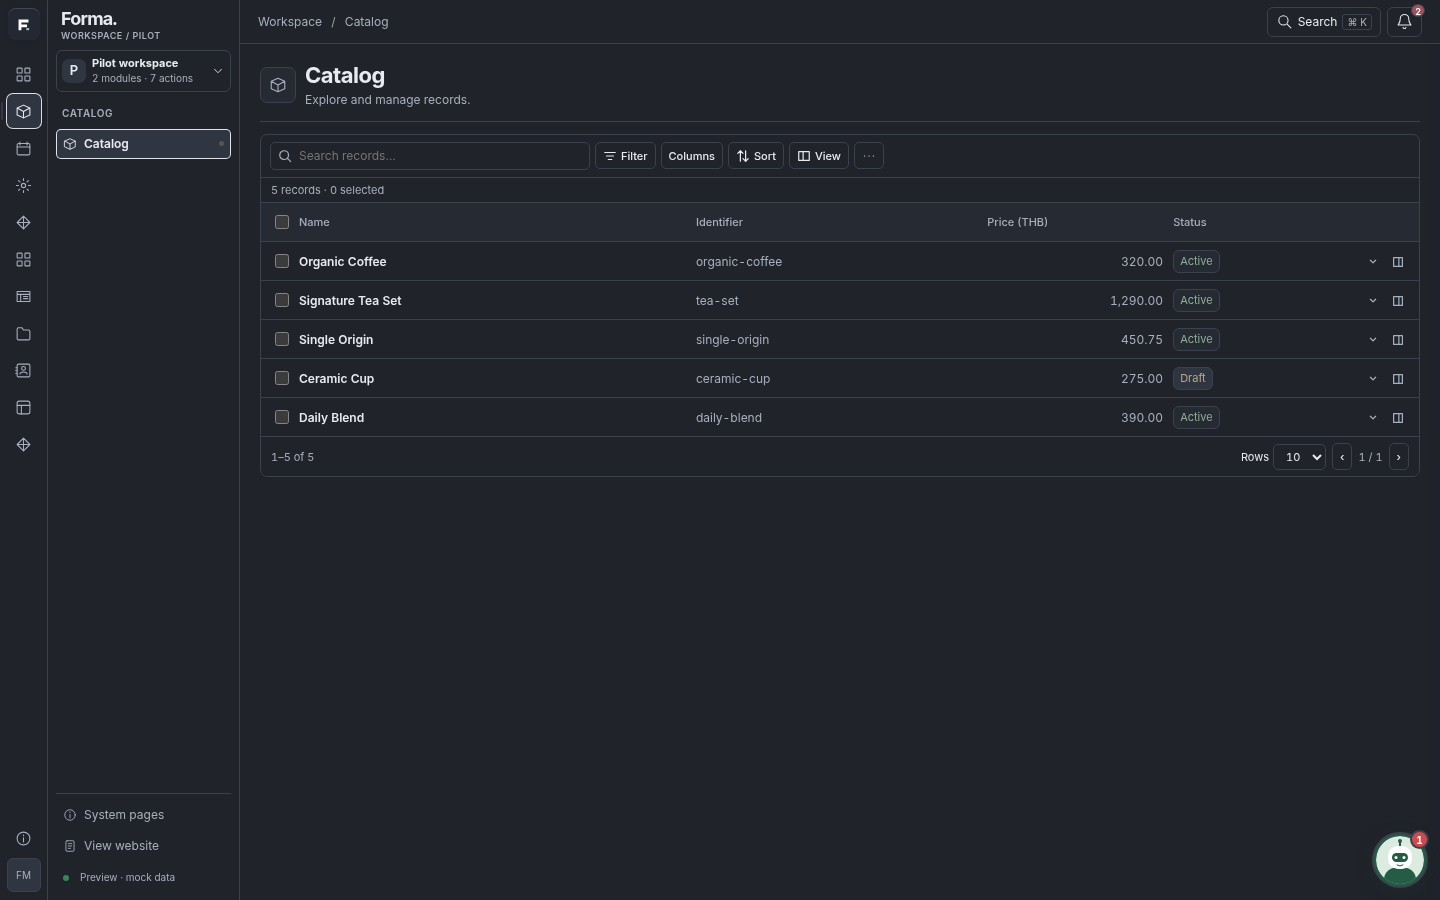 F.
Forma.
WORKSPACE / PILOT
P
Pilot workspace
2 modules · 7 actions
CATALOG
Catalog
System pages
View website
Preview · mock data
FM
Workspace / Catalog
Search ⌘ K
2
Catalog
Explore and manage records.
Search records...
Filter
Columns
Sort
View
···
5 records · 0 selected
Name Identifier Price (THB) Status
Organic Coffee organic-coffee 320.00 Active
Signature Tea Set tea-set 1,290.00 Active
Single Origin single-origin 450.75 Active
Ceramic Cup ceramic-cup 275.00 Draft
Daily Blend daily-blend 390.00 Active
1–5 of 5
Rows 10 ‹ 1 / 1 ›
1